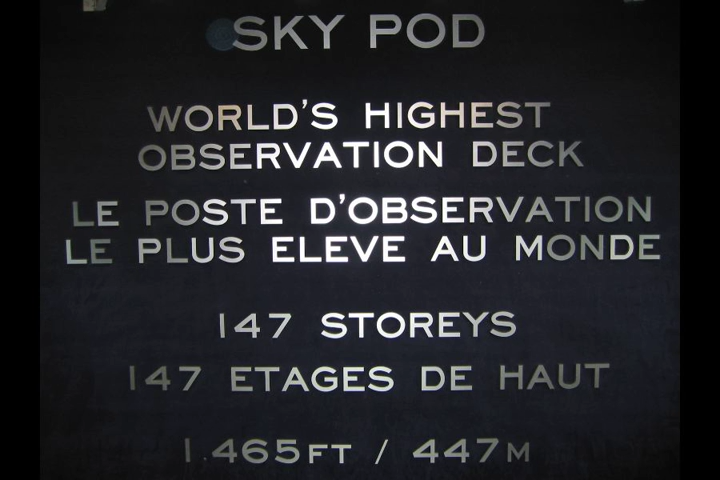 SKY POD
WORLD'S HIGHEST
OBSERVATION DECK
LE POSTE D'OBSERVATION
LE PLUS ELEVE AU MONDE
147 STOREYS
147 ETAGES DE HAUT
1.465FT / 447M